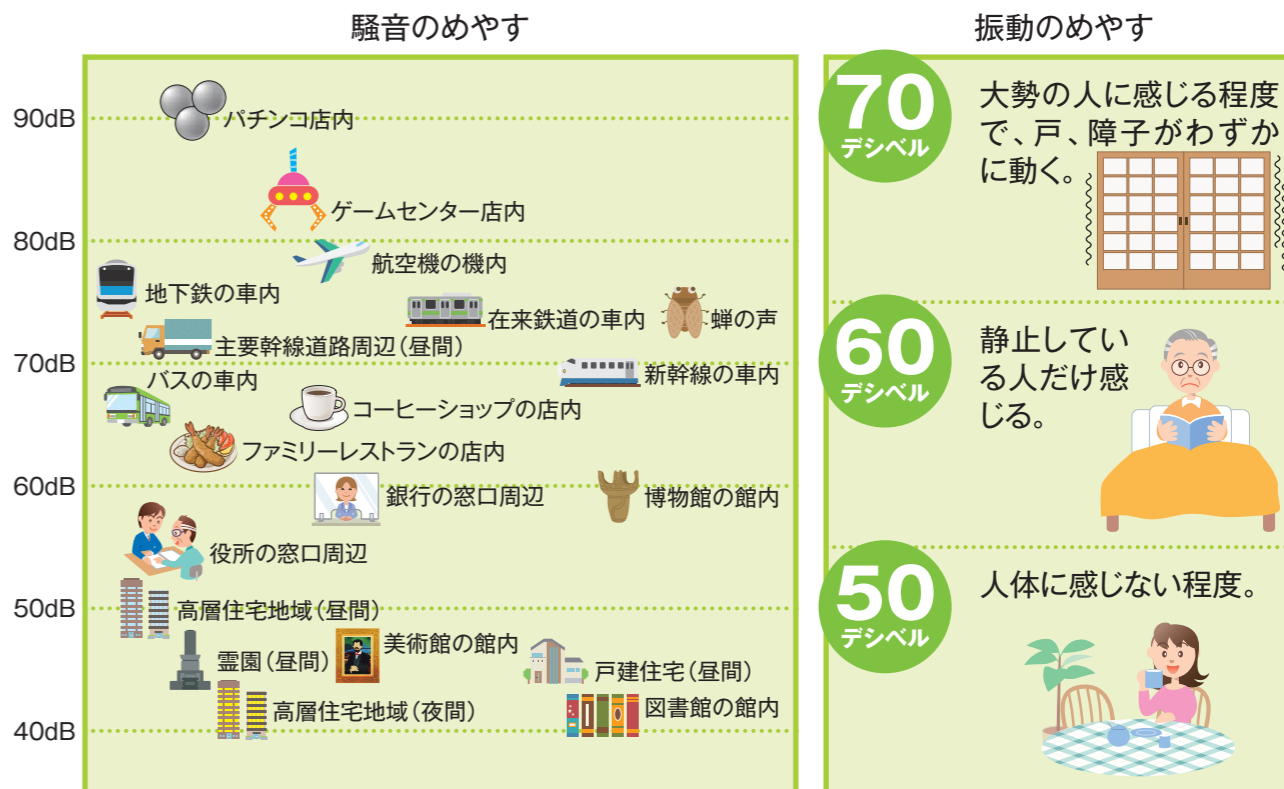 騒音のめやす
90dB
パチンコ店内
ゲームセンター店内
80dB
航空機の機内
地下鉄の車内
在来鉄道の車内
蝉の声
主要幹線道路周辺(昼間)
70dB
新幹線の車内
バスの車内
コーヒーショップの店内
ファミリーレストランの店内
60dB
銀行の窓口周辺
博物館の館内
役所の窓口周辺
50dB
高層住宅地域(昼間)
美術館の館内
霊園(昼間)
戸建住宅(昼間)
高層住宅地域(夜間)
図書館の館内
40dB
振動のめやす
70
デシベル
大勢の人に感じる程度
で、戸、障子がわずか
に動く。
60
デシベル
静止してい
る人だけ感
じる。
50
デシベル
人体に感じない程度。